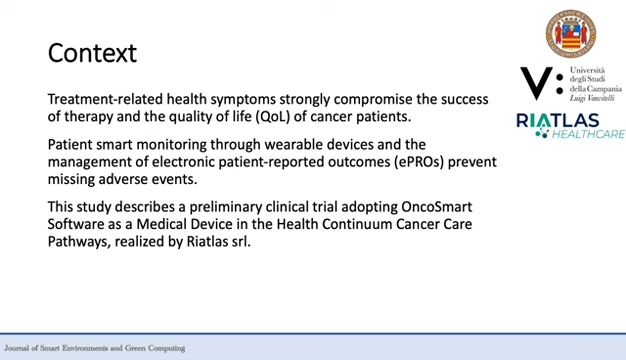 Context
Treatment-related health symptoms strongly compromise the success
of therapy and the quality of life (QoL) of cancer patients.
Patient smart monitoring through wearable devices and the
management of electronic patient-reported outcomes (ePROs) prevent
missing adverse events.
This study describes a preliminary clinical trial adopting OncoSmart
Software as a Medical Device in the Health Continuum Cancer Care
Pathways, realized by Riatlas srl.
V:
Università
degli Studi
della Campania
Luigi Vanvitelli
RIATLAS
HEALTHCARE
Journal of Smart Environments and Green Computing